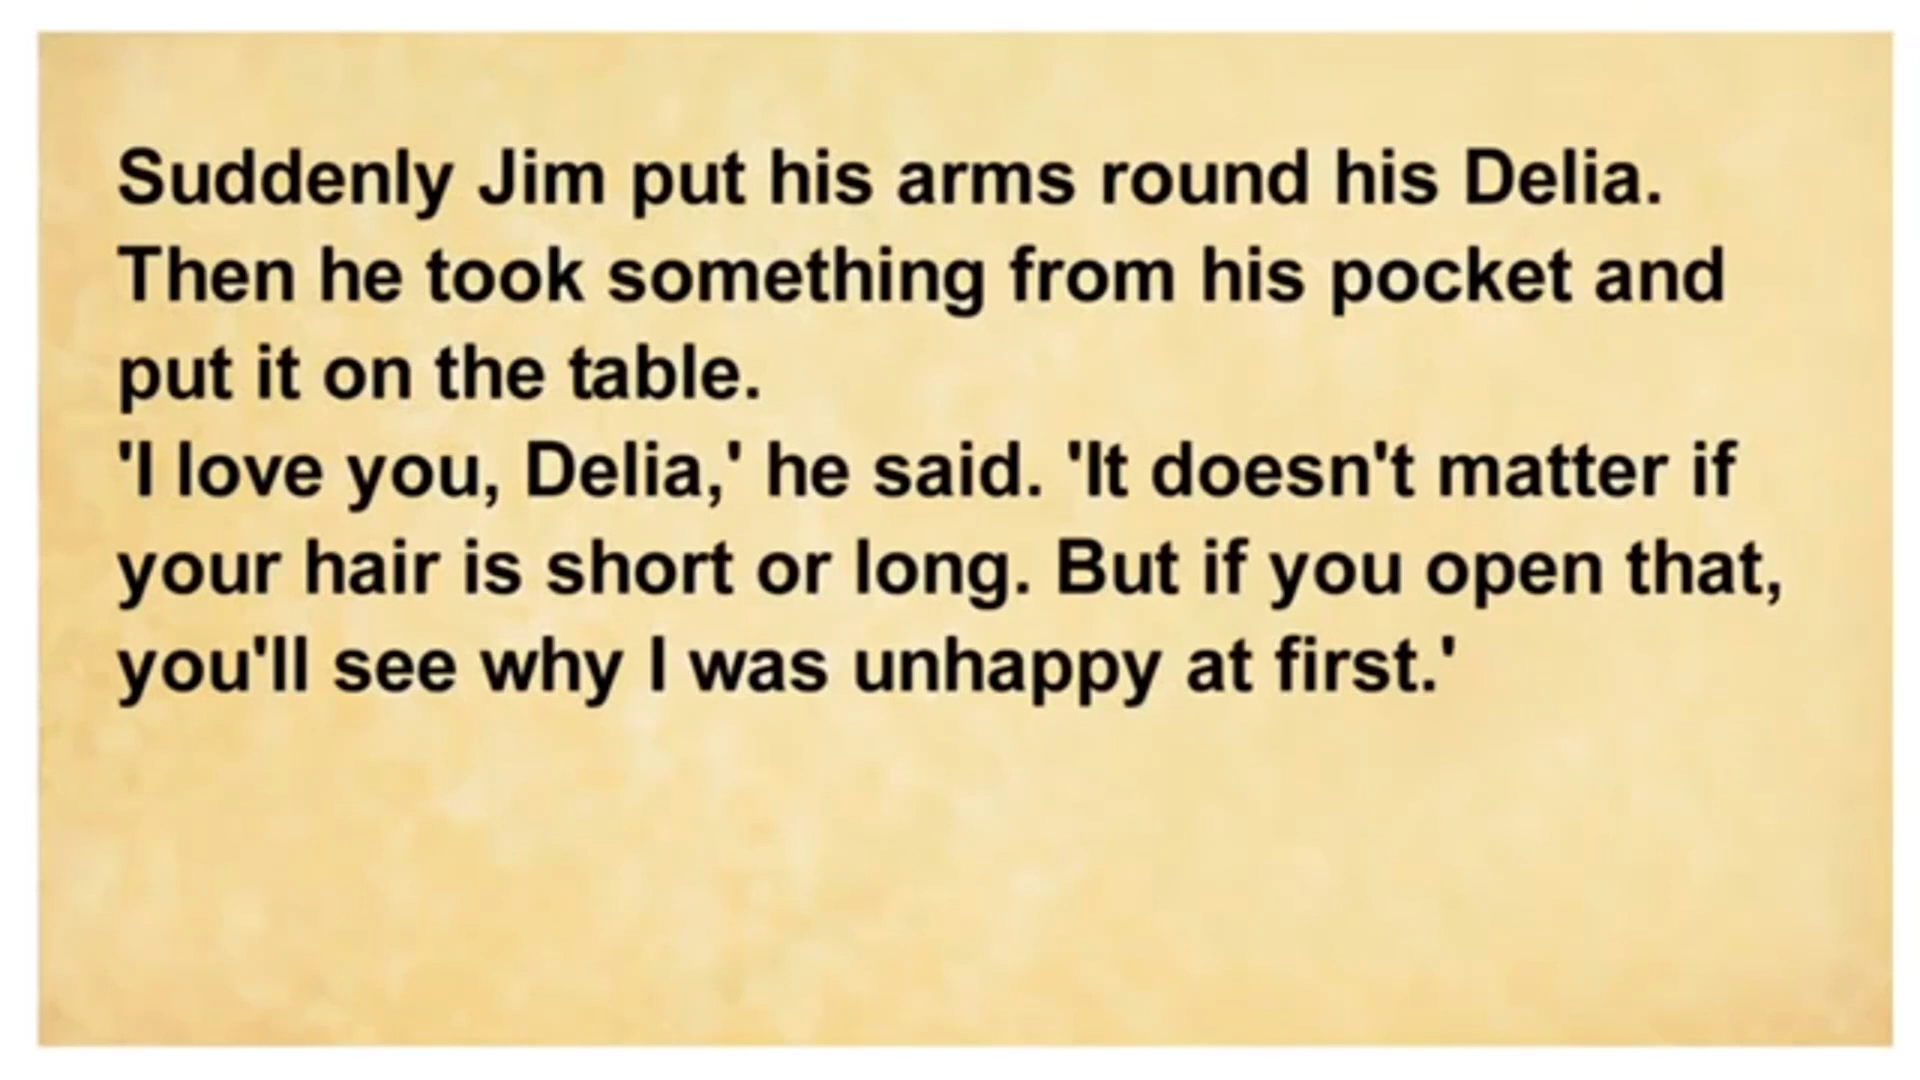 Suddenly Jim put his arms round his Delia.
Then he took something from his pocket and
put it on the table.
'I love you, Delia,' he said. 'It doesn't matter if
your hair is short or long. But if you open that,
you'll see why I was unhappy at first.'